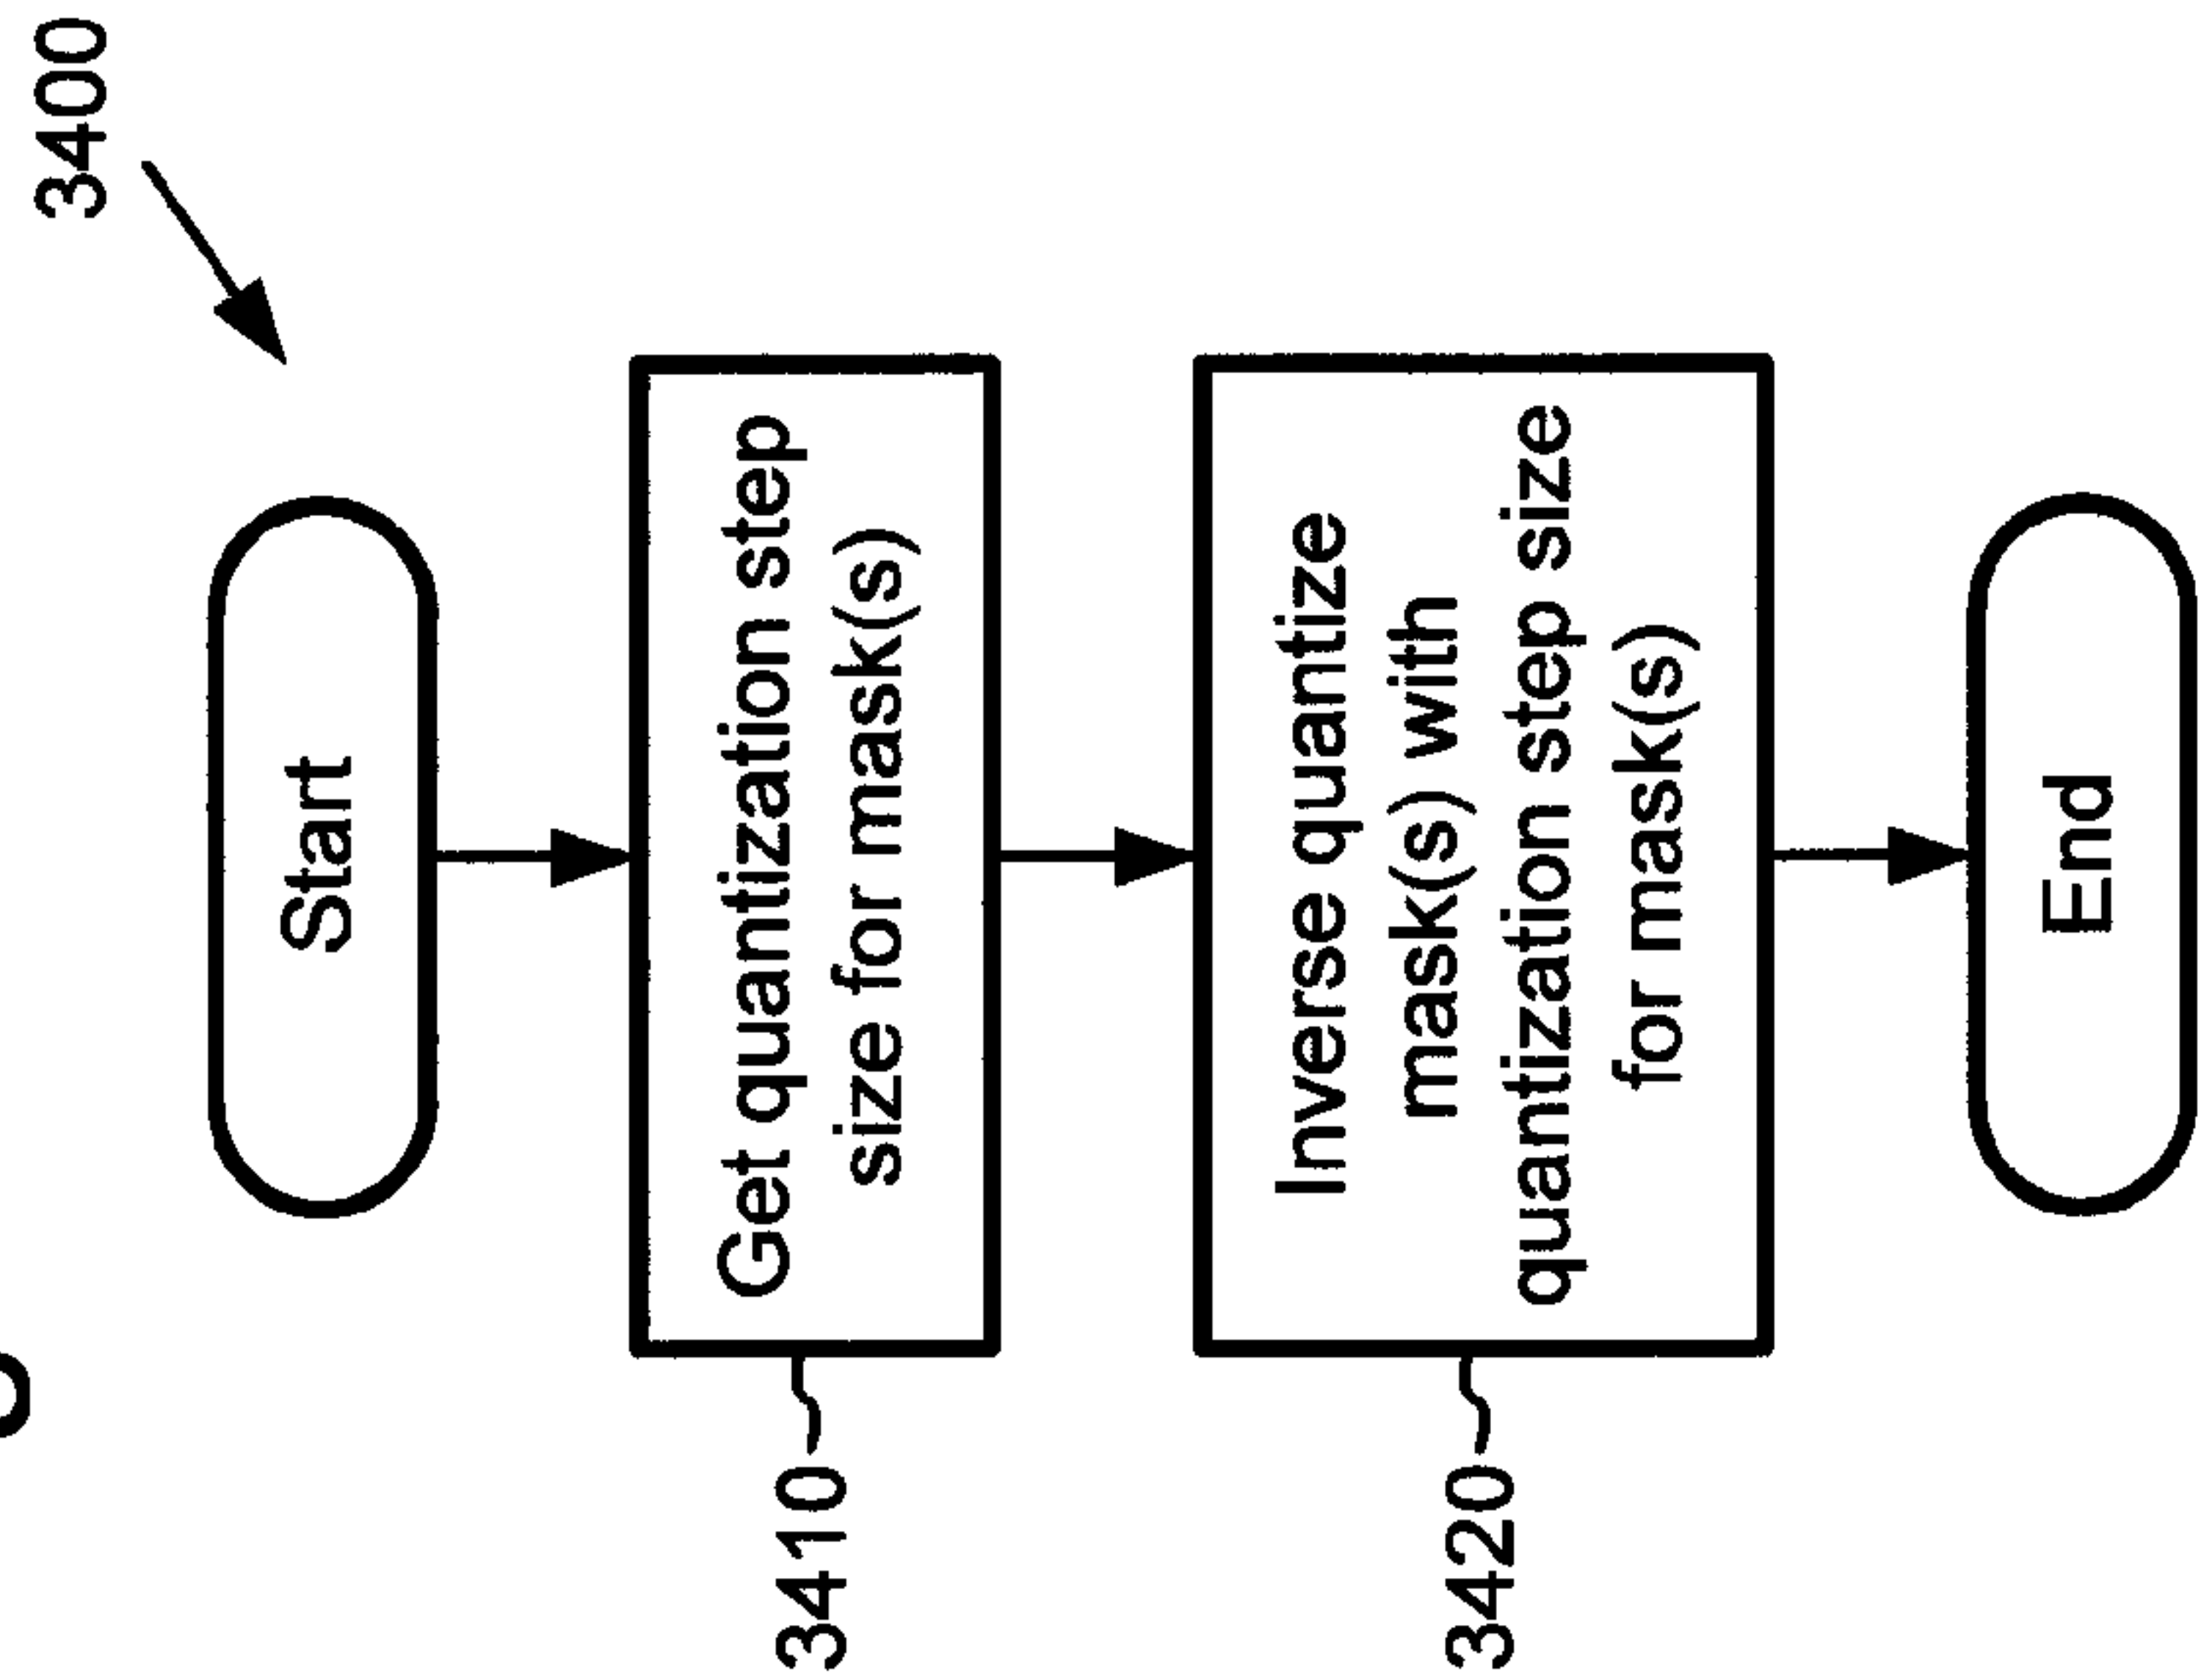 3400
Start
3410
Get quantization step
size for mask(s)
3420
Inverse quantize
mask(s) with
quantization step size
for mask(s)
End